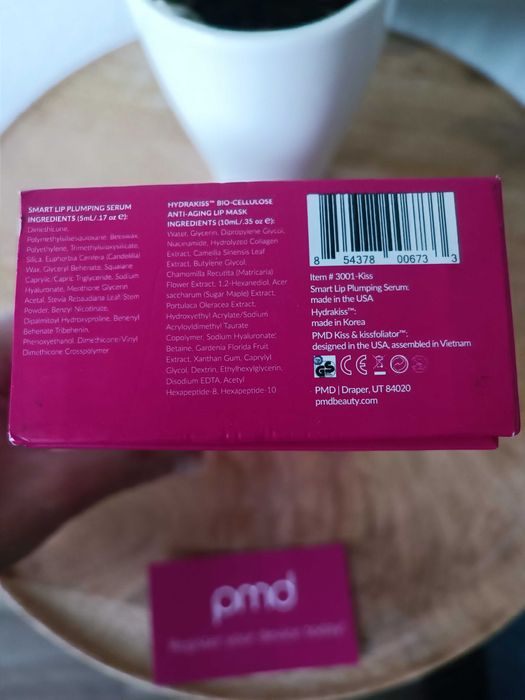 SMART LIP PLUMPING SERUM
INGREDIENTS (5mL/.17 oz ℮):
Dimethicone,
Polymethylsilsesquioxane, Beeswax,
Polyethylene, Trimethylsiloxysilicate,
Silica, Euphorbia Cerifera (Candelilla)
Wax, Glyceryl Behenate, Squalane
Caprylic/Capric Triglyceride, Sodium
Hyaluronate, Menthone Glycerin
Acetal, Stevia Rebaudiana Leaf/Stem
Powder, Benzyl Nicotinate,
Dipalmitoyl Hydroxyproline, Behenyl
Behenate Tribehenin,
Phenoxyethanol, Dimethicone/Vinyl
Dimethicone Crosspolymer
HYDRAKISS™ BIO-CELLULOSE
ANTI-AGING LIP MASK
INGREDIENTS (10mL/.35 oz ℮):
Water, Glycerin, Dipropylene Glycol,
Niacinamide, Hydrolyzed Collagen
Extract, Camellia Sinensis Leaf
Extract, Butylene Glycol,
Chamomilla Recutita (Matricaria)
Flower Extract, 1,2-Hexanediol, Acer
saccharum (Sugar Maple) Extract,
Portulaca Oleracea Extract,
Hydroxyethyl Acrylate/Sodium
Acryloyldimethyl Taurate
Copolymer, Sodium Hyaluronate;
Betaine, Gardenia Florida Fruit
Extract, Xanthan Gum, Caprylyl
Glycol, Dextrin, Ethylhexylglycerin,
Disodium EDTA, Acetyl
Hexapeptide-8, Hexapeptide-10
8 54378 00673 3
Item # 3001-Kiss
Smart Lip Plumping Serum:
made in the USA
Hydrakiss™:
made in Korea
PMD Kiss & kissfoliator™:
designed in the USA, assembled in Vietnam
GS CE
PMD | Draper, UT 84020
pmdbeauty.com
pmd
Register your device today!